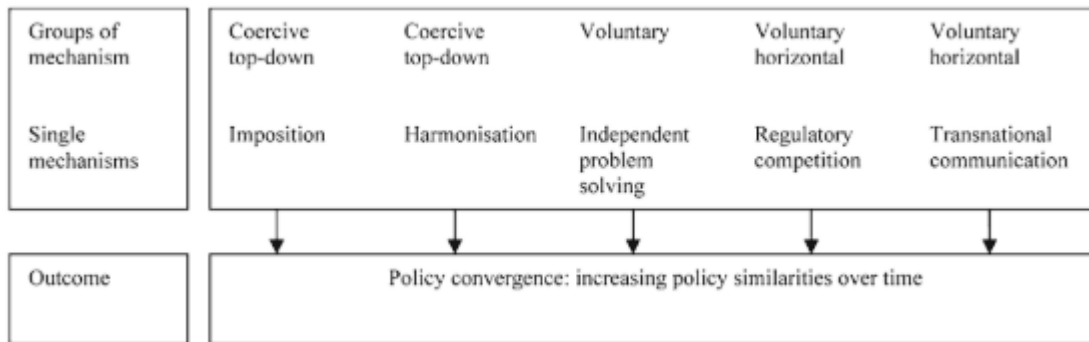 Groups of
mechanism
Coercive
top-down
Coercive
top-down
Voluntary
Voluntary
horizontal
Voluntary
horizontal
Single
mechanisms
Imposition
Harmonisation
Independent
problem
solving
Regulatory
competition
Transnational
communication
Outcome
Policy convergence: increasing policy similarities over time